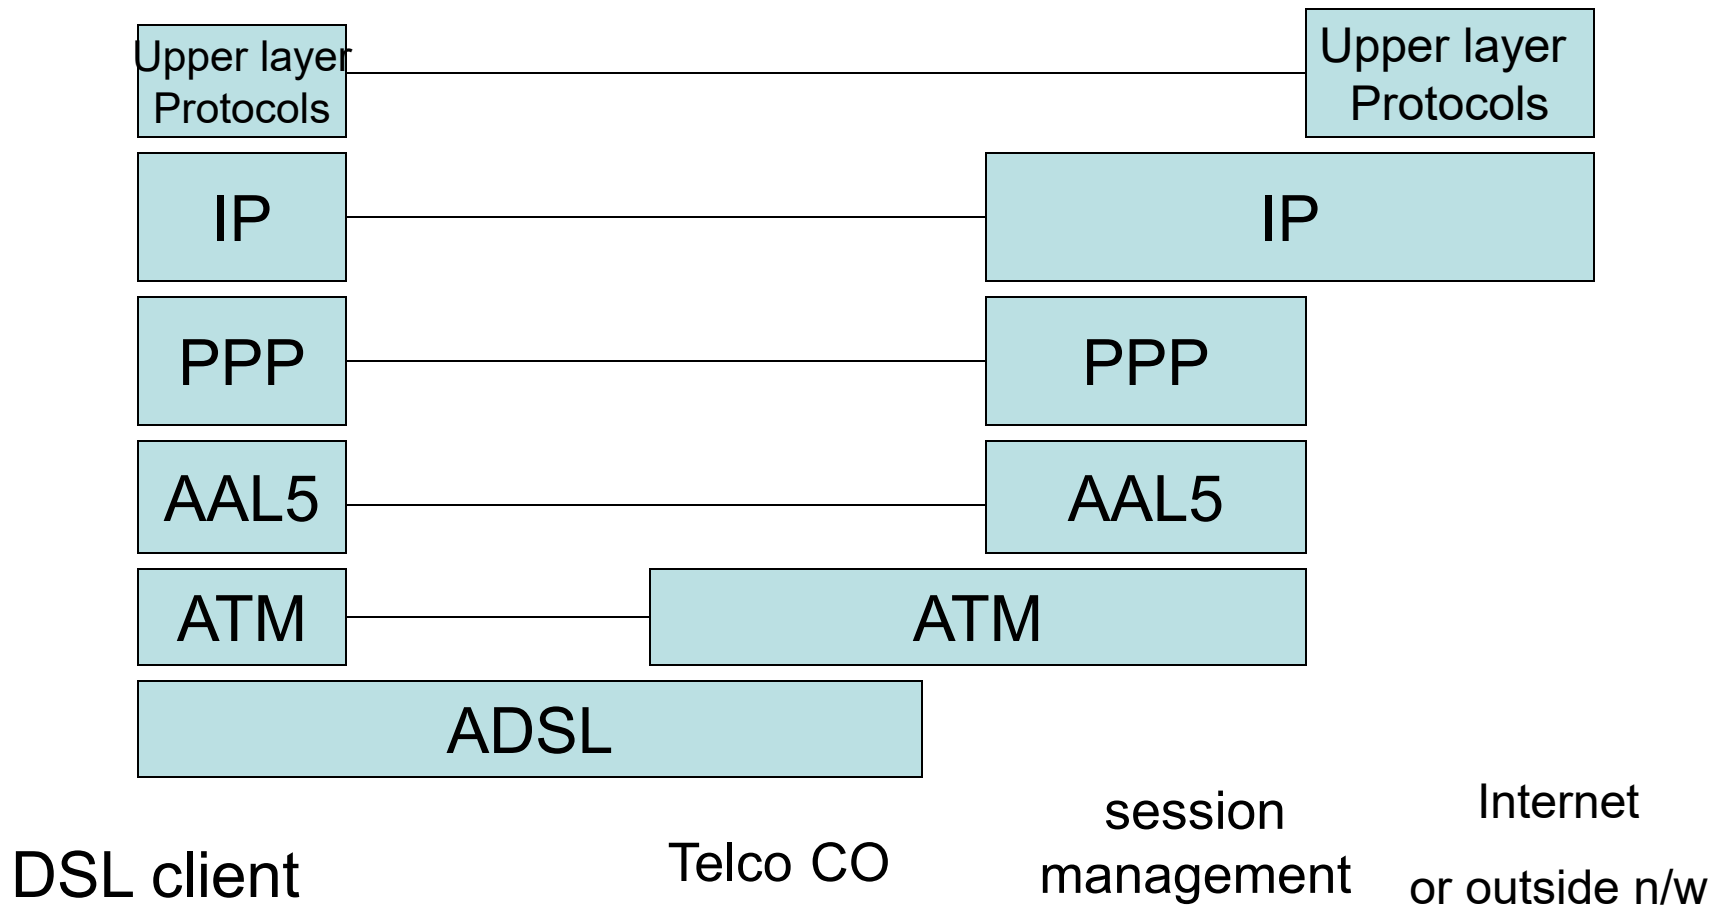 Upper layer
Protocols
Upper layer
Protocols
IP
IP
PPP
PPP
AAL5
AAL5
ATM
ATM
ADSL
DSL client
Telco CO
session
management
Internet
or outside n/w